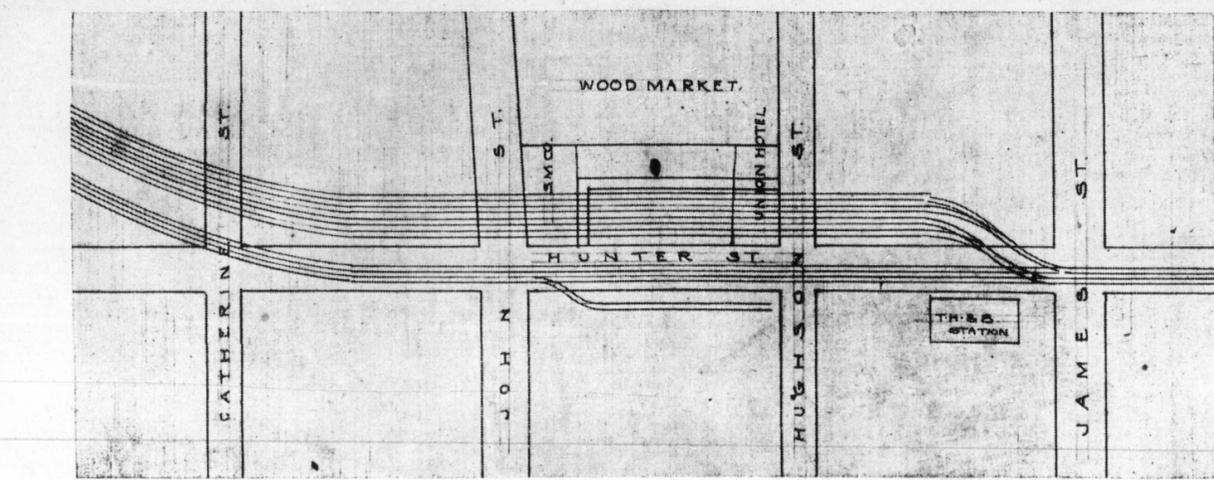 WOOD MARKET.
CATHERINE ST.
JOHN ST.
S.M.CO.
UNION HOTEL
HUGHSON ST.
JAMES ST.
HUNTER ST.
T.H.&B.
STATION